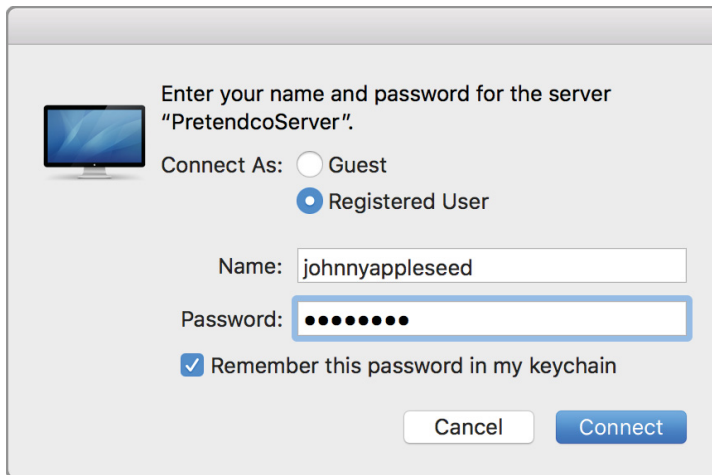 Enter your name and password for the server
“PretendcoServer”.
Connect As: Guest
Registered User
Name: johnnyappleseed
Password: ••••••••
Remember this password in my keychain
Cancel Connect